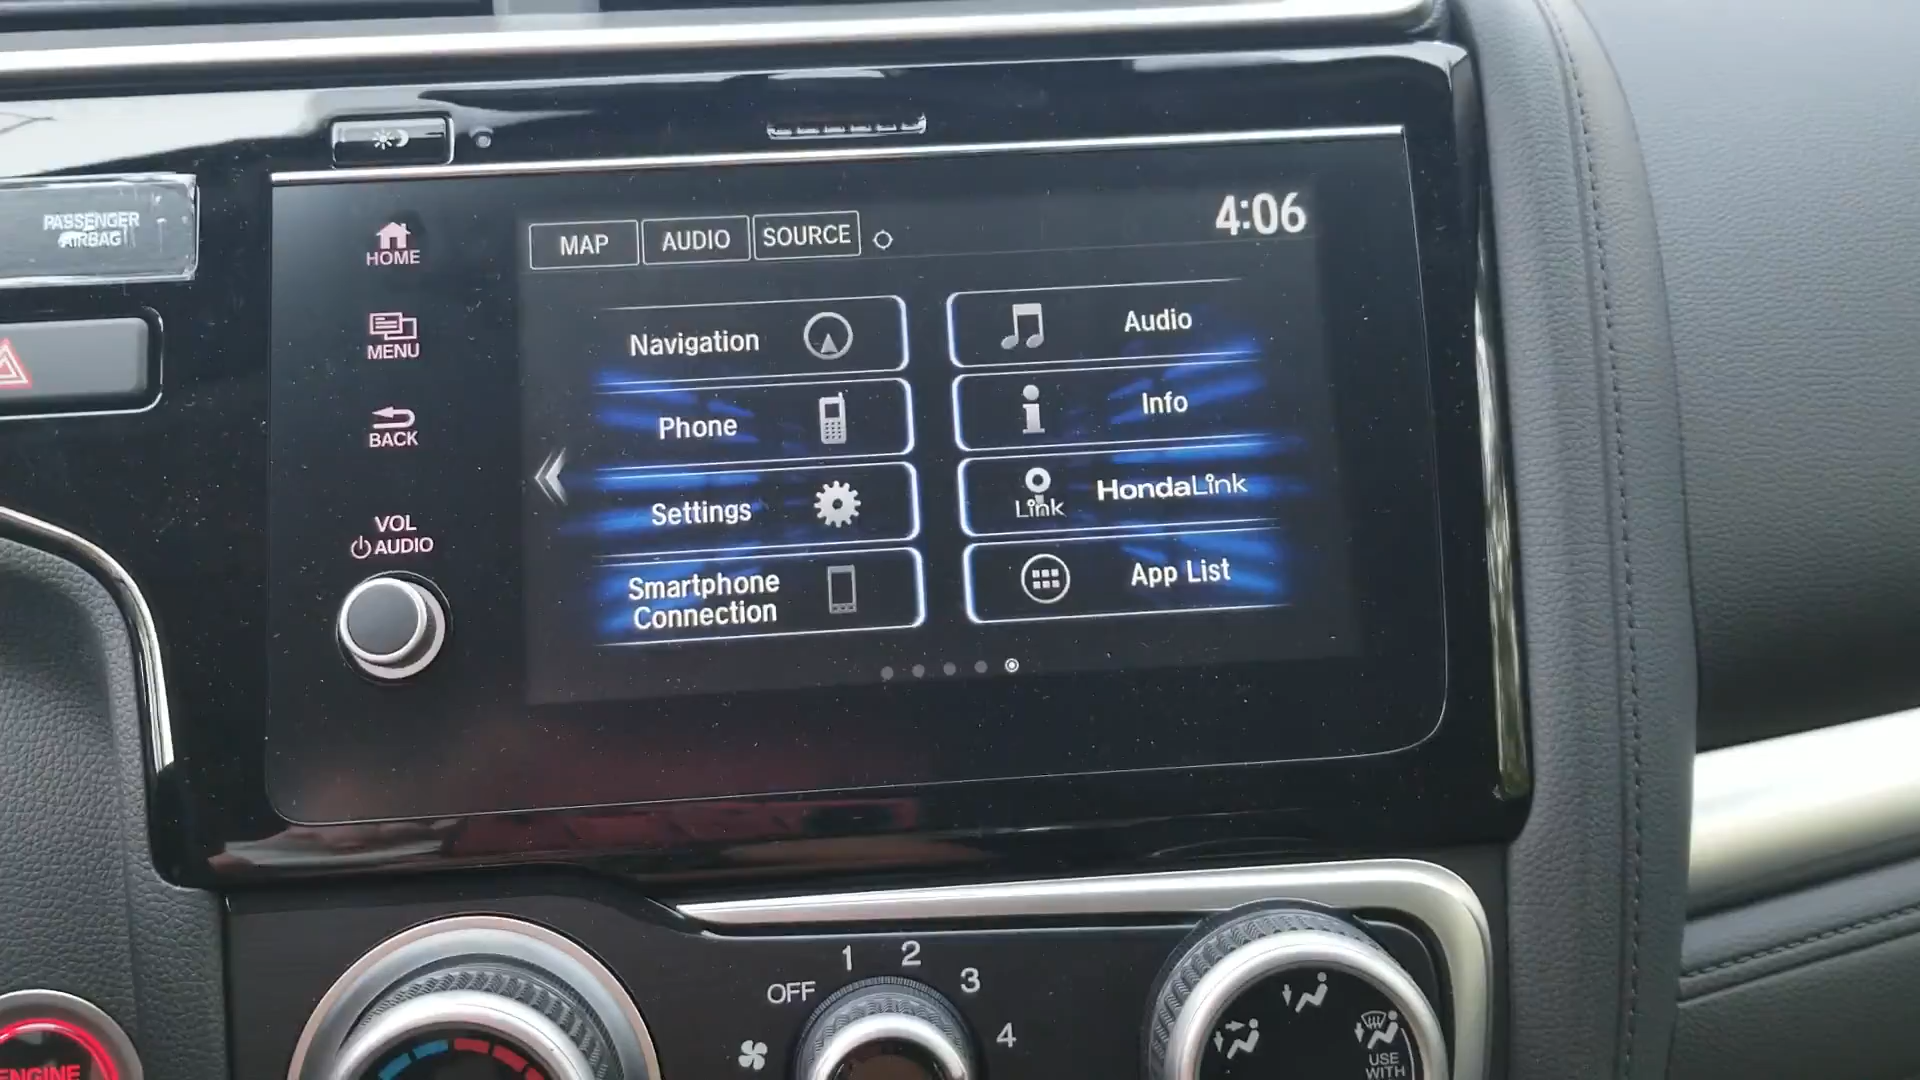 PASSENGER
AIRBAG
HOME
MENU
BACK
VOL
AUDIO
MAP
AUDIO
SOURCE
4:06
Navigation
Audio
Phone
Info
Settings
Link
HondaLink
Smartphone
Connection
App List
OFF
1
2
3
4
USE
WITH
ENGINE